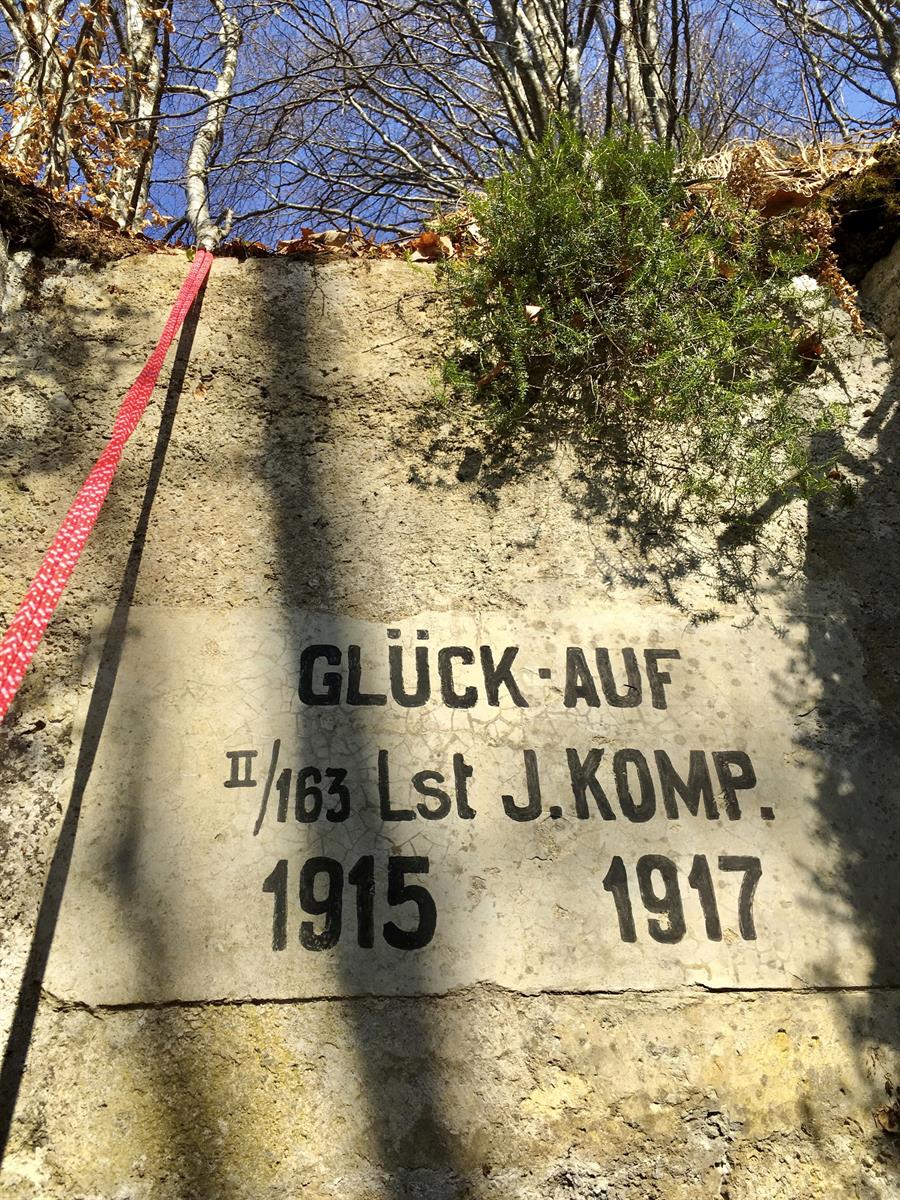 GLÜCK-AUF
II/163 Lst J.KOMP.
1915 1917